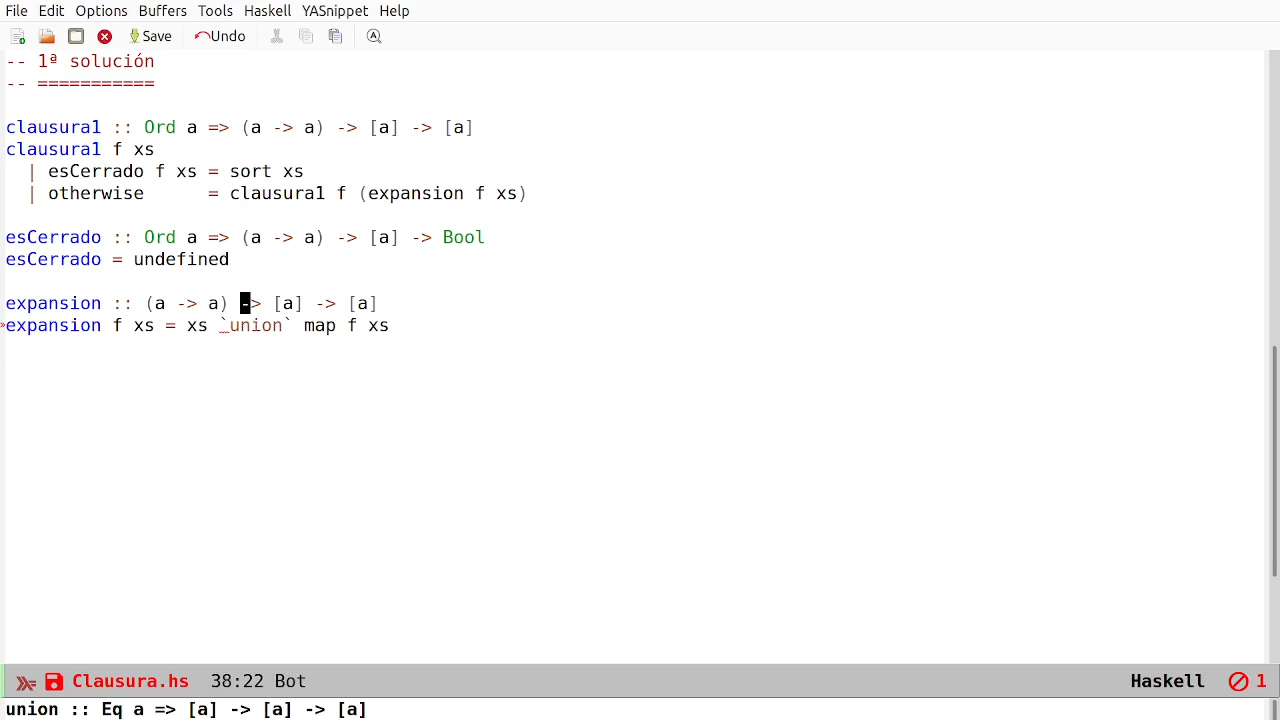 File Edit Options Buffers Tools Haskell YASnippet Help
Save Undo
-- 1ª solución
-- ===========
clausura1 :: Ord a => (a -> a) -> [a] -> [a]
clausura1 f xs
  | esCerrado f xs = sort xs
  | otherwise      = clausura1 f (expansion f xs)
esCerrado :: Ord a => (a -> a) -> [a] -> Bool
esCerrado = undefined
expansion :: (a -> a) -> [a] -> [a]
expansion f xs = xs `union` map f xs
Clausura.hs 38:22 Bot Haskell 1
union :: Eq a => [a] -> [a] -> [a]